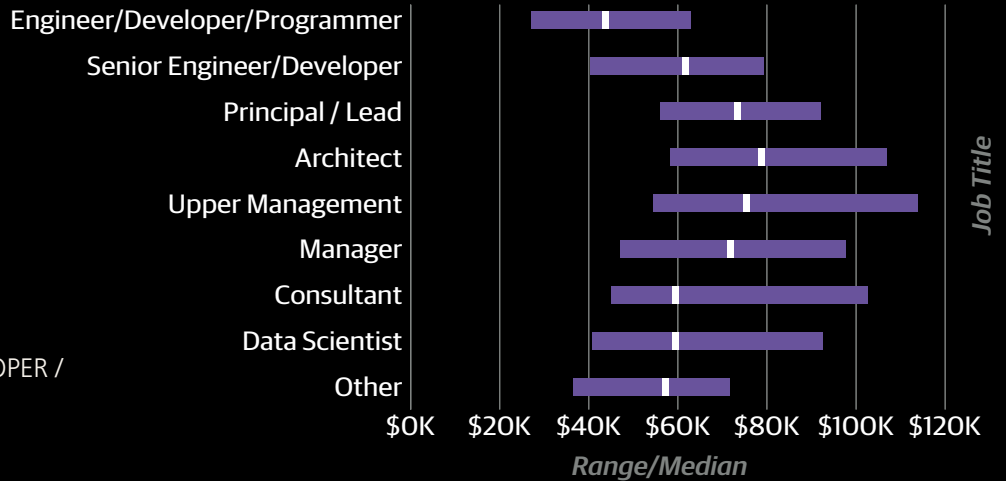 Engineer/Developer/Programmer
Senior Engineer/Developer
Principal / Lead
Architect
Upper Management
Manager
Consultant
Data Scientist
OPER /
Other
$0K $20K $40K $60K $80K $100K $120K
Range/Median
Job Title